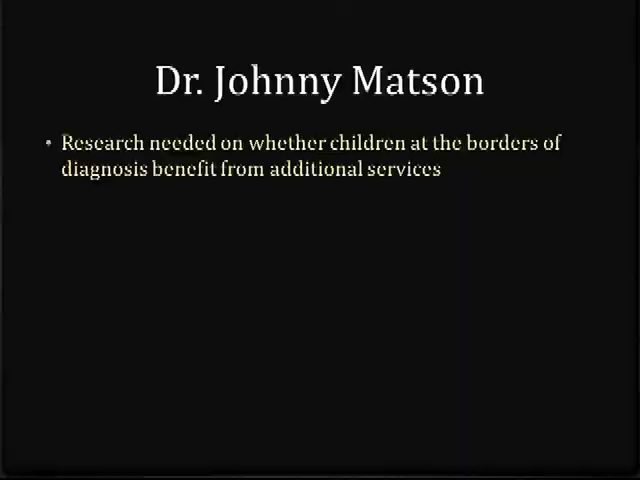 Dr. Johnny Matson
• Research needed on whether children at the borders of
diagnosis benefit from additional services